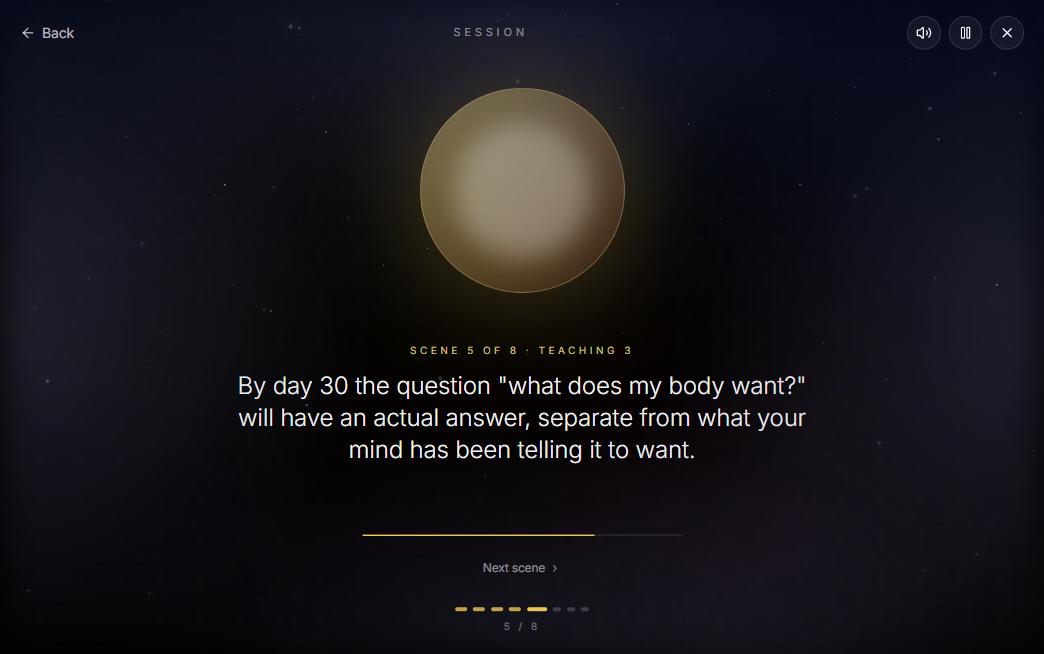 Back
SESSION
SCENE 5 OF 8 · TEACHING 3
By day 30 the question "what does my body want?"
will have an actual answer, separate from what your
mind has been telling it to want.
Next scene
5 / 8